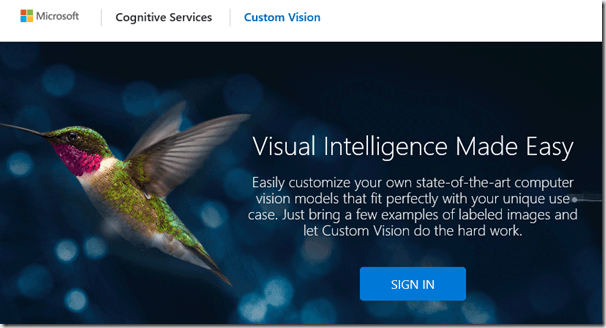 Microsoft Cognitive Services Custom Vision
Visual Intelligence Made Easy
Easily customize your own state-of-the-art computer
vision models that fit perfectly with your unique use
case. Just bring a few examples of labeled images and
let Custom Vision do the hard work.
SIGN IN